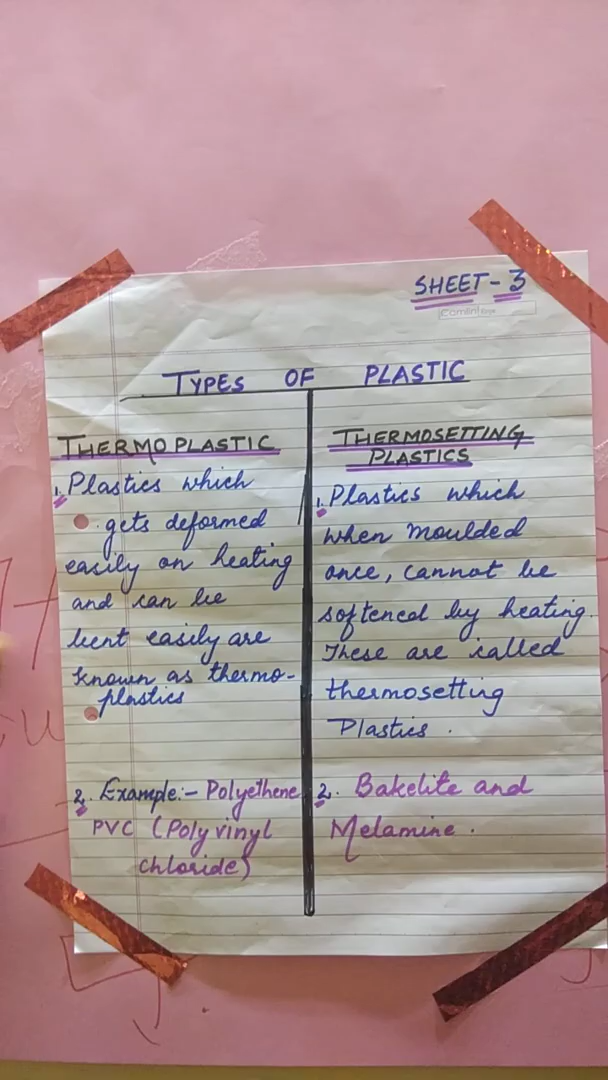 SHEET-3
TYPES OF PLASTIC
THERMOPLASTIC
1. Plastics which
gets deformed
easily on heating
and can be
bent easily are
known as thermo-
plastics
2. Example:- Polyethene
PVC (Polyvinyl
chloride)
THERMOSETTING
PLASTICS
1. Plastics which
when moulded
once, cannot be
softened by heating.
These are called
thermosetting
Plastics.
2. Bakelite and
Melamine.